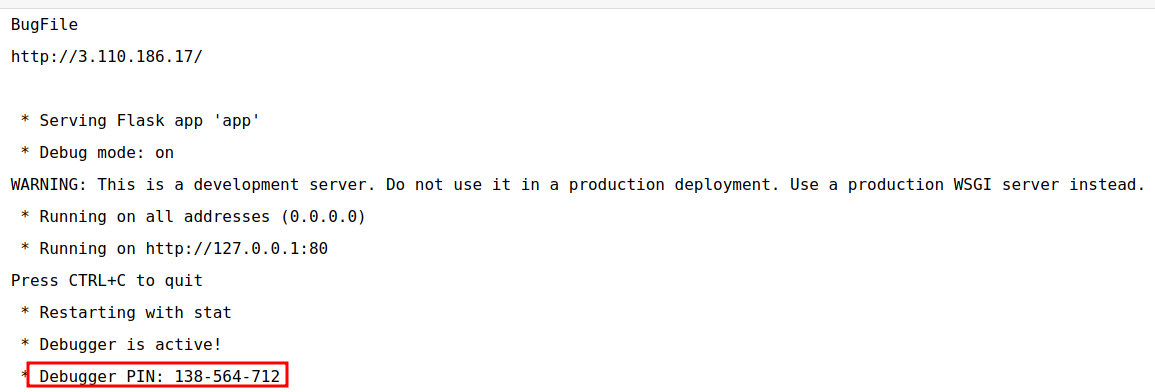 BugFile
http://3.110.186.17/
* Serving Flask app 'app'
* Debug mode: on
WARNING: This is a development server. Do not use it in a production deployment. Use a production WSGI server instead.
* Running on all addresses (0.0.0.0)
* Running on http://127.0.0.1:80
Press CTRL+C to quit
* Restarting with stat
* Debugger is active!
* Debugger PIN: 138-564-712